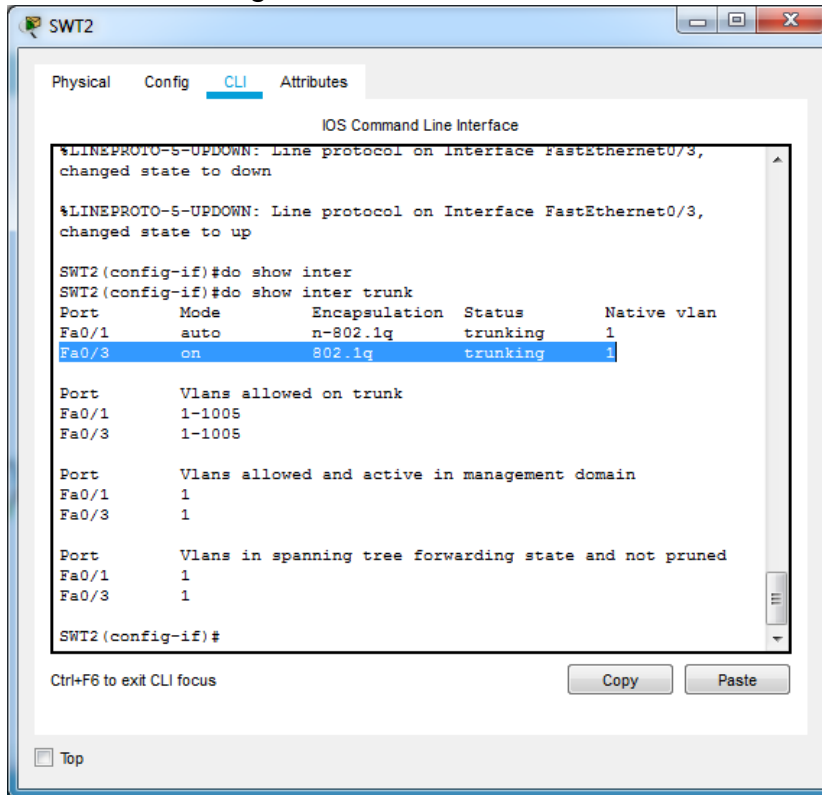 SWT2
Physical Config CLI Attributes
IOS Command Line Interface
%LINEPROTO-5-UPDOWN: Line protocol on Interface FastEthernet0/3,
changed state to down
%LINEPROTO-5-UPDOWN: Line protocol on Interface FastEthernet0/3,
changed state to up
SWT2(config-if)#do show inter
SWT2(config-if)#do show inter trunk
Port Mode Encapsulation Status Native vlan
Fa0/1 auto n-802.1q trunking 1
Fa0/3 on 802.1q trunking 1
Port Vlans allowed on trunk
Fa0/1 1-1005
Fa0/3 1-1005
Port Vlans allowed and active in management domain
Fa0/1 1
Fa0/3 1
Port Vlans in spanning tree forwarding state and not pruned
Fa0/1 1
Fa0/3 1
SWT2(config-if)#
Ctrl+F6 to exit CLI focus
Copy Paste
Top